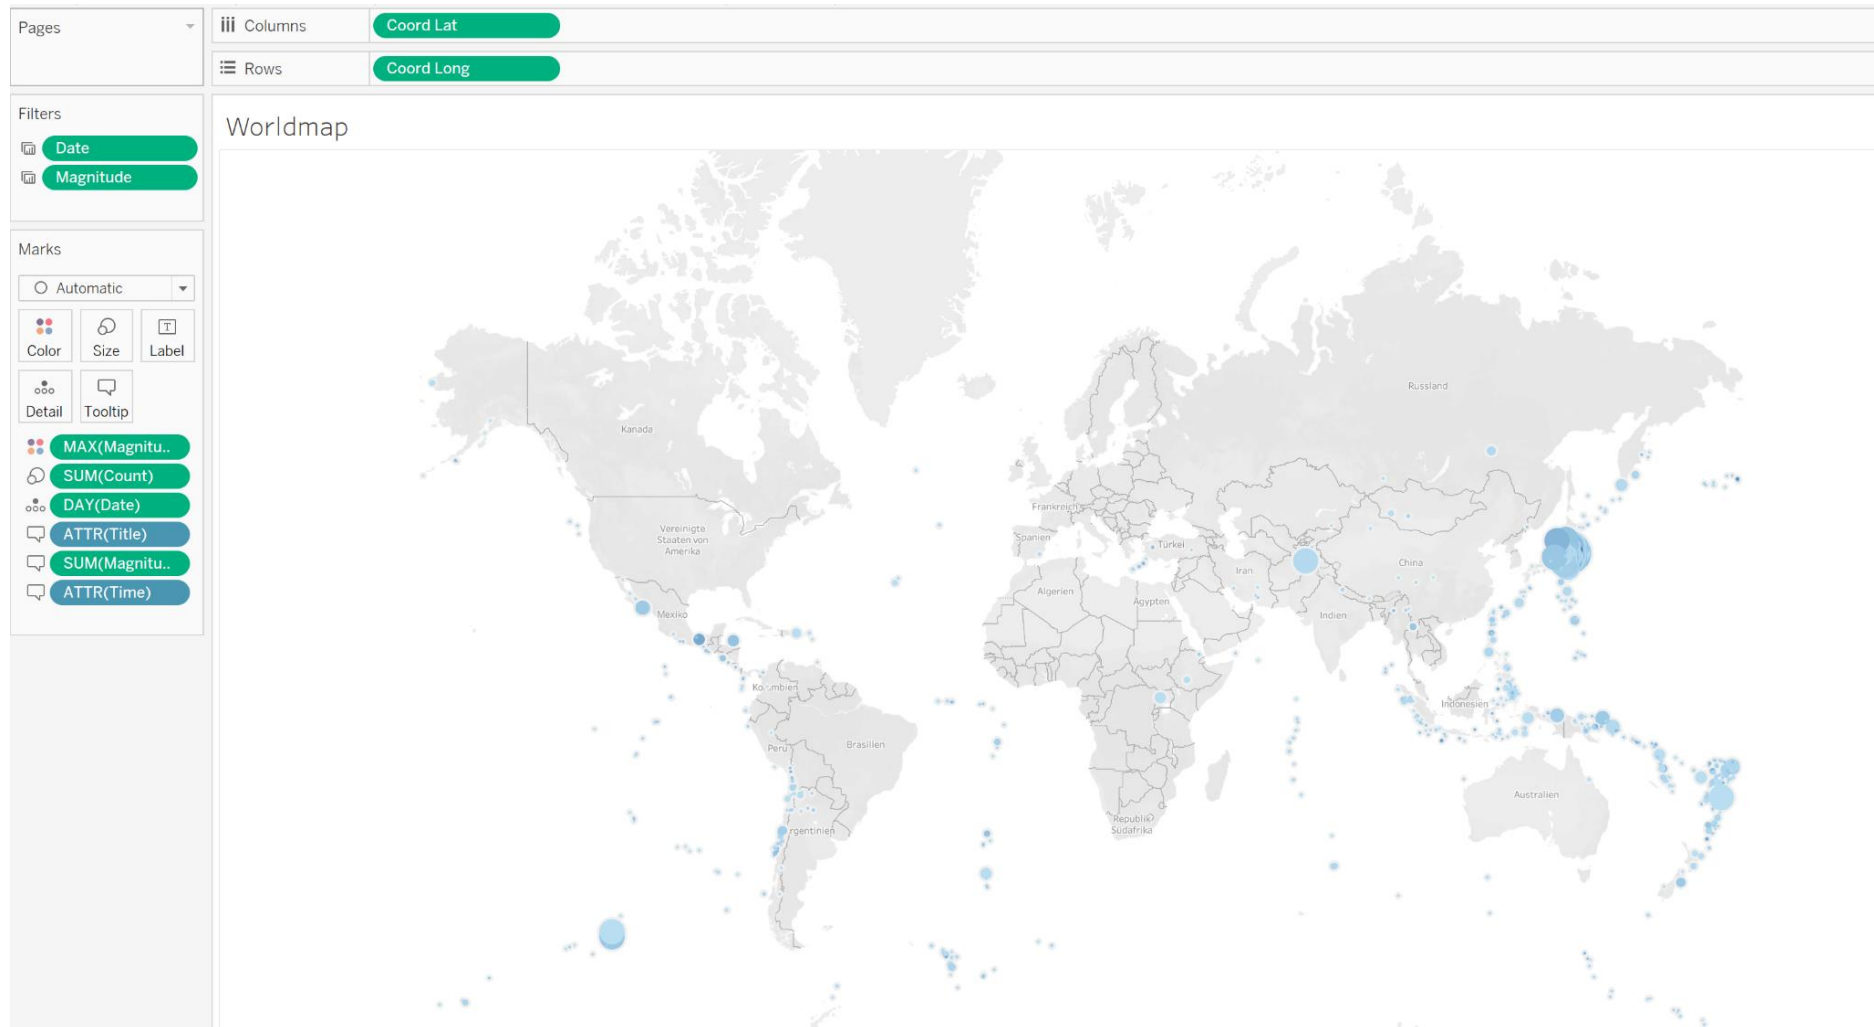 Pages
Columns
Coord Lat
Rows
Coord Long
Filters
Date
Magnitude
Marks
Automatic
Color
Size
T
Label
Detail
Tooltip
MAX(Magnitu..
SUM(Count)
DAY(Date)
ATTR(Title)
SUM(Magnitu..
ATTR(Time)
Worldmap
Russland
Kanada
Frankreich
Vereinigte
Staaten von
Amerika
Spanien
Türkei
China
Iran
Algerien
Ägypten
Indien
Mexiko
Indonesien
Peru
Brasilien
Australien
Republik
Südafrika